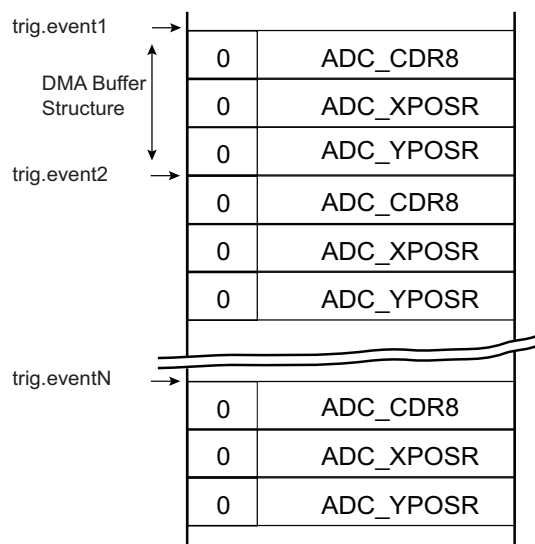 trig.event1
0 ADC_CDR8
DMA Buffer
Structure
0 ADC_XPOSR
0 ADC_YPOSR
trig.event2
0 ADC_CDR8
0 ADC_XPOSR
0 ADC_YPOSR
trig.eventN
0 ADC_CDR8
0 ADC_XPOSR
0 ADC_YPOSR